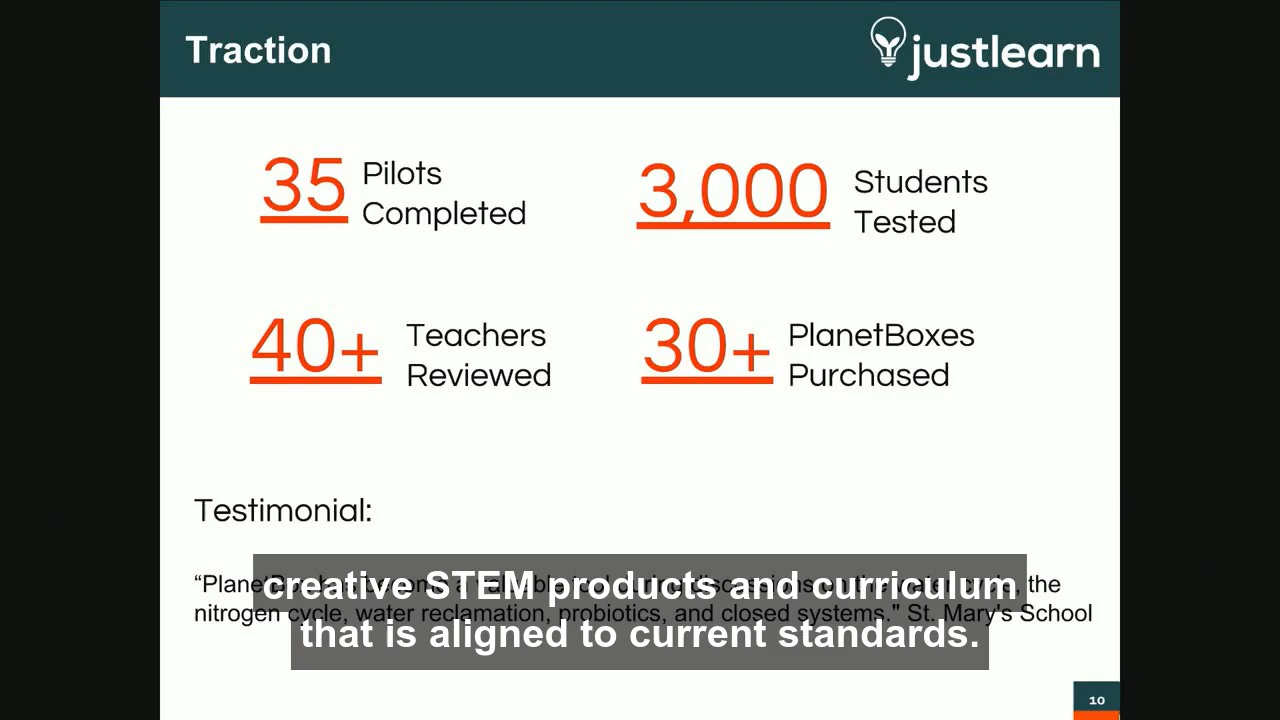 Traction
justlearn
35 Pilots Completed
3,000 Students Tested
40+ Teachers Reviewed
30+ PlanetBoxes Purchased
Testimonial:
creative STEM products and curriculum
that is aligned to current standards.
the
nitrogen cycle, water reclamation, probiotics, and closed systems." St. Mary's School
10